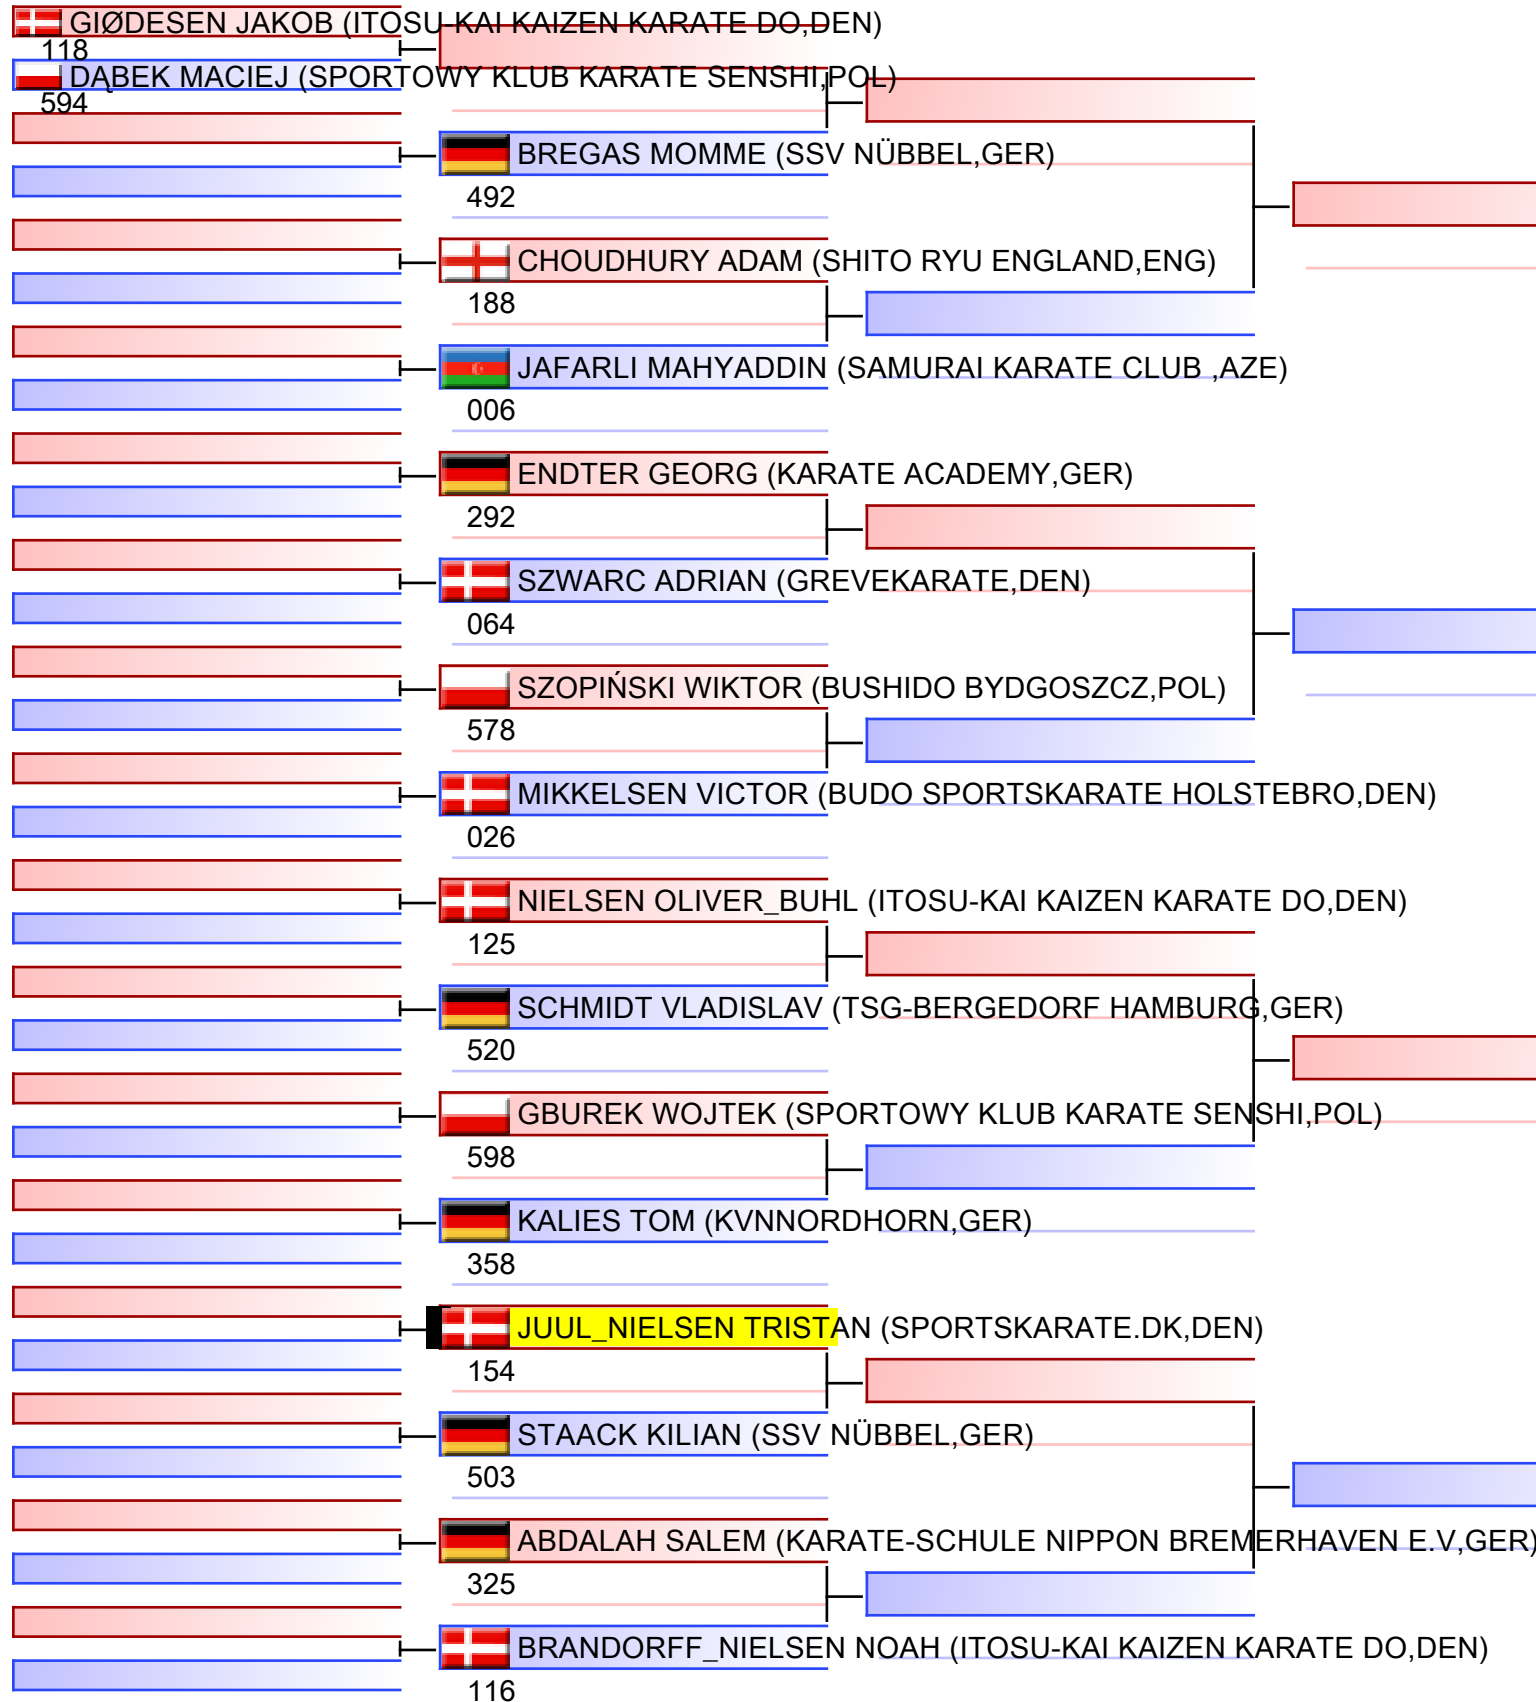 GIØDESEN JAKOB (ITOSU-KAI KAIZEN KARATE DO,DEN)
118
DĄBEK MACIEJ (SPORTOWY KLUB KARATE SENSHI,POL)
594
BREGAS MOMME (SSV NÜBBEL,GER)
492
CHOUDHURY ADAM (SHITO RYU ENGLAND,ENG)
188
JAFARLI MAHYADDIN (SAMURAI KARATE CLUB ,AZE)
006
ENDTER GEORG (KARATE ACADEMY,GER)
292
SZWARC ADRIAN (GREVEKARATE,DEN)
064
SZOPIŃSKI WIKTOR (BUSHIDO BYDGOSZCZ,POL)
578
MIKKELSEN VICTOR (BUDO SPORTSKARATE HOLSTEBRO,DEN)
026
NIELSEN OLIVER_BUHL (ITOSU-KAI KAIZEN KARATE DO,DEN)
125
SCHMIDT VLADISLAV (TSG-BERGEDORF HAMBURG,GER)
520
GBUREK WOJTEK (SPORTOWY KLUB KARATE SENSHI,POL)
598
KALIES TOM (KVNNORDHORN,GER)
358
JUUL_NIELSEN TRISTAN (SPORTSKARATE.DK,DEN)
154
STAACK KILIAN (SSV NÜBBEL,GER)
503
ABDALAH SALEM (KARATE-SCHULE NIPPON BREMERHAVEN E.V,GER)
325
BRANDORFF_NIELSEN NOAH (ITOSU-KAI KAIZEN KARATE DO,DEN)
116